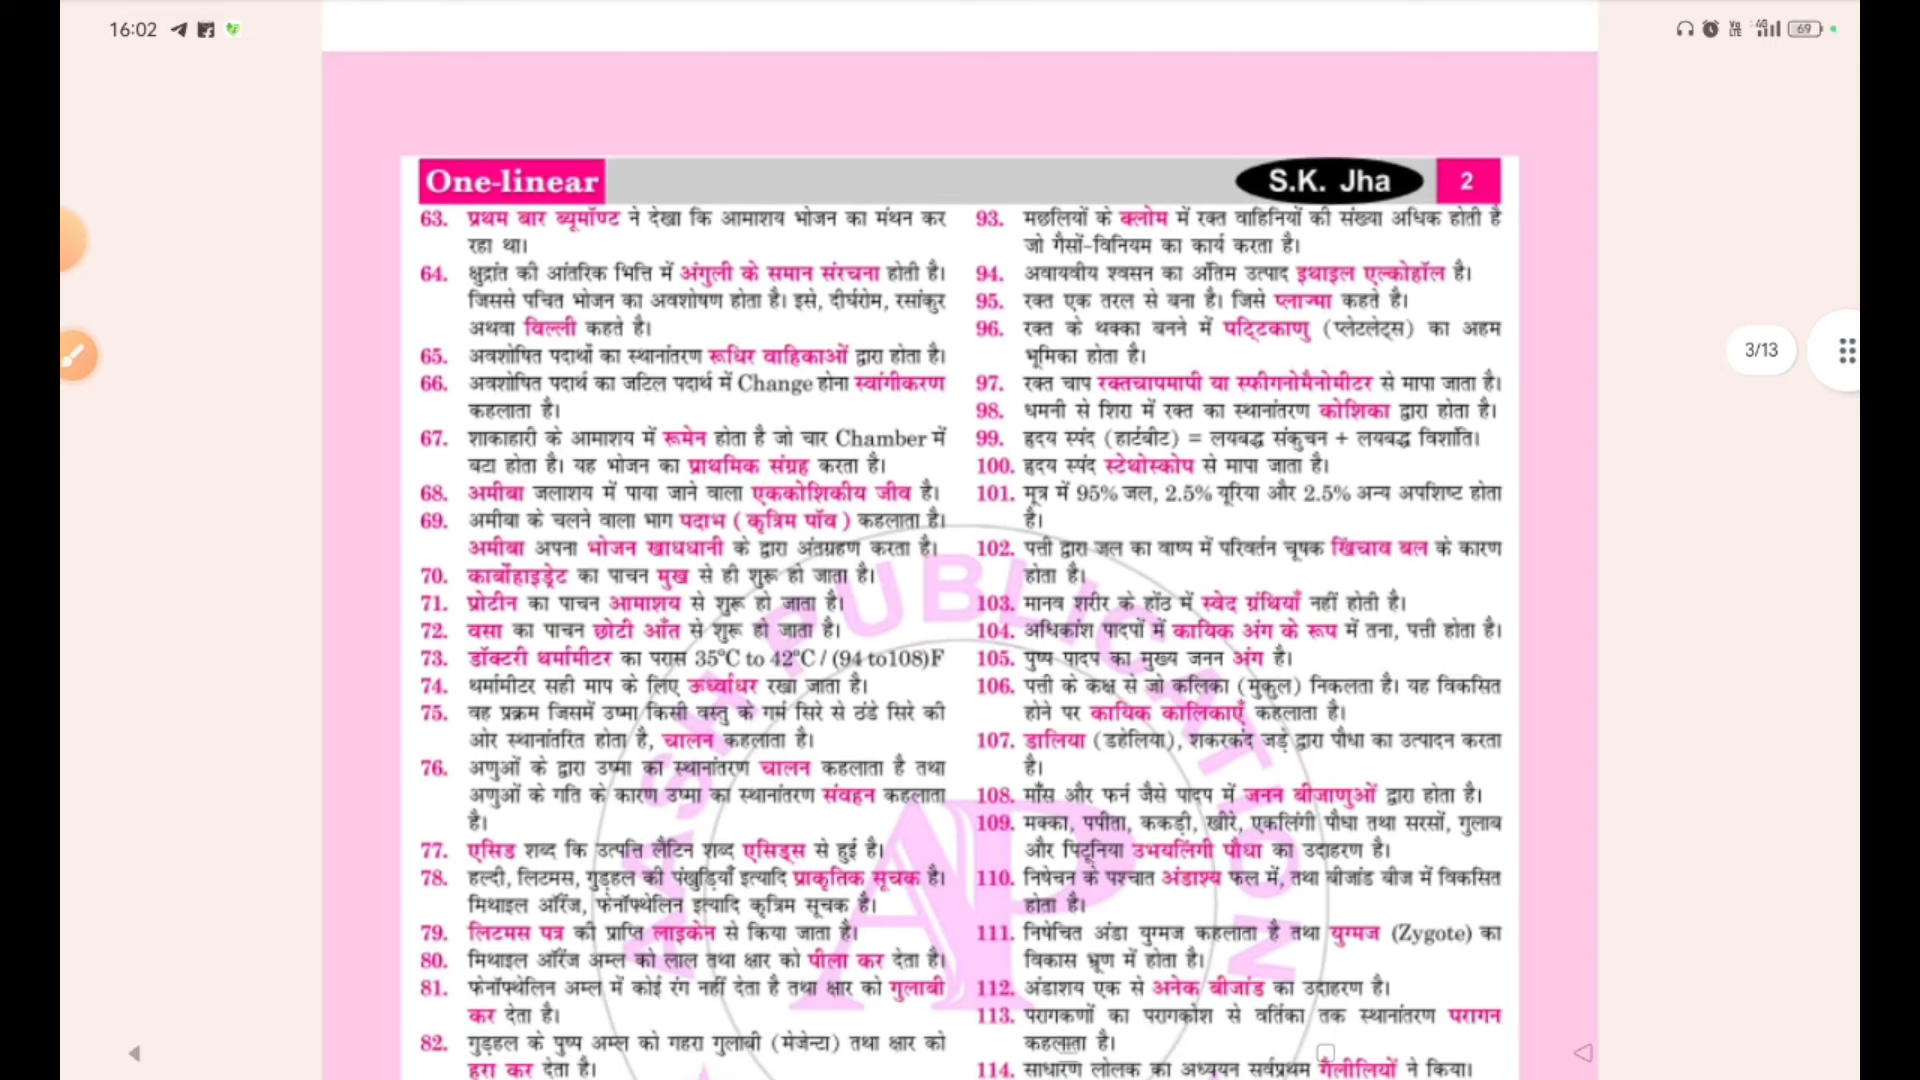 16:02
Vo LTE 4G 69
One-linear
S.K. Jha
2
63. प्रथम बार ब्यूमॉण्ट ने देखा कि आमाशय भोजन का मंथन कर
रहा था।
64. क्षुद्रांत की आंतरिक भित्ति में अंगुली के समान संरचना होती है।
जिससे पचित भोजन का अवशोषण होता है। इसे, दीर्घरोम, रसांकुर
अथवा विल्ली कहते है।
65. अवशोषित पदार्थो का स्थानांतरण रूधिर वाहिकाओं द्वारा होता है।
66. अवशोषित पदार्थ का जटिल पदार्थ में Change होना स्वांगीकरण
कहलाता है।
67. शाकाहारी के आमाशय में रूमेन होता है जो चार Chamber में
बटा होता है। यह भोजन का प्राथमिक संग्रह करता है।
68. अमीबा जलाशय में पाया जाने वाला एककोशिकीय जीव है।
69. अमीबा के चलने वाला भाग पदाभ ( कृत्रिम पॉव ) कहलाता है।
अमीबा अपना भोजन खाधधानी के द्वारा अंतग्रहण करता है।
70. कार्बोहाइड्रेट का पाचन मुख से ही शुरू हो जाता है।
71. प्रोटीन का पाचन आमाशय से शुरू हो जाता है।
72. वसा का पाचन छोटी आँत से शुरू हो जाता है।
73. डॉक्टरी थर्मामीटर का परास 35°C to 42°C / (94 to108)F
74. थर्मामीटर सही माप के लिए ऊर्ध्वाधर रखा जाता है।
75. वह प्रक्रम जिसमें उष्मा किसी वस्तु के गर्म सिरे से ठंडे सिरे की
ओर स्थानांतरित होता है, चालन कहलाता है।
76. अणुओं के द्वारा उष्मा का स्थानांतरण चालन कहलाता है तथा
अणुओं के गति के कारण उष्मा का स्थानांतरण संवहन कहलाता
है।
77. एसिड शब्द कि उत्पत्ति लैटिन शब्द एसिड्स से हुई है।
78. हल्दी, लिटमस, गुड़हल की पंखुड़ियाँ इत्यादि प्राकृतिक सूचक है।
मिथाइल ऑरेंज, फेनॉफ्थेलिन इत्यादि कृत्रिम सूचक है।
79. लिटमस पत्र की प्राप्ति लाइकेन से किया जाता है।
80. मिथाइल ऑरेंज अम्ल को लाल तथा क्षार को पीला कर देता है।
81. फेनॉफ्थेलिन अम्ल में कोई रंग नहीं देता है तथा क्षार को गुलाबी
कर देता है।
82. गुड़हल के पुष्प अम्ल को गहरा गुलाबी (मेजेन्टा) तथा क्षार को
हरा कर देता है।
93. मछलियों के क्लोम में रक्त वाहिनियों की संख्या अधिक होती है
जो गैसों-विनियम का कार्य करता है।
94. अवायवीय श्वसन का अंतिम उत्पाद इथाइल एल्कोहॉल है।
95. रक्त एक तरल से बना है। जिसे प्लाज्मा कहते है।
96. रक्त के थक्का बनने में पट्टिकाणु (प्लेटलेट्स) का अहम
भूमिका होता है।
97. रक्त चाप रक्तचापमापी या स्फीगनोमैनोमीटर से मापा जाता है।
98. धमनी से शिरा में रक्त का स्थानांतरण कोशिका द्वारा होता है।
99. हृदय स्पंद (हार्टबीट) = लयबद्ध संकुचन + लयबद्ध विशांति।
100. हृदय स्पंद स्टेथोस्कोप से मापा जाता है।
101. मूत्र में 95% जल, 2.5% यूरिया और 2.5% अन्य अपशिष्ट होता
है।
102. पत्ती द्वारा जल का वाष्प में परिवर्तन चूषक खिंचाव बल के कारण
होता है।
103. मानव शरीर के होंठ में स्वेद ग्रंथियाँ नहीं होती है।
104. अधिकांश पादपों में कायिक अंग के रूप में तना, पत्ती होता है।
105. पुष्प पादप का मुख्य जनन अंग है।
106. पत्ती के कक्ष से जो कलिका (मुकुल) निकलता है। यह विकसित
होने पर कायिक कालिकाएँ कहलाता है।
107. डालिया (डहेलिया), शकरकंद जड़े द्वारा पौधा का उत्पादन करता
है।
108. मॉस और फर्न जैसे पादप में जनन बीजाणुओं द्वारा होता है।
109. मक्का, पपीता, ककड़ी, खीरे, एकलिंगी पौधा तथा सरसों, गुलाब
और पिटूनिया उभयलिंगी पौधा का उदाहरण है।
110. निषेचन के पश्चात अंडाश्य फल में, तथा बीजांड बीज में विकसित
होता है।
111. निषेचित अंडा युग्मज कहलाता है तथा युग्मज (Zygote) का
विकास भ्रूण में होता है।
112. अंडाशय एक से अनेक बीजांड का उदाहरण है।
113. परागकणों का परागकोश से वर्तिका तक स्थानांतरण परागन
कहलाता है।
114. साधारण लोलक का अध्ययन सर्वप्रथम गैलीलियों ने किया।
3/13
PUBLICATION
AP